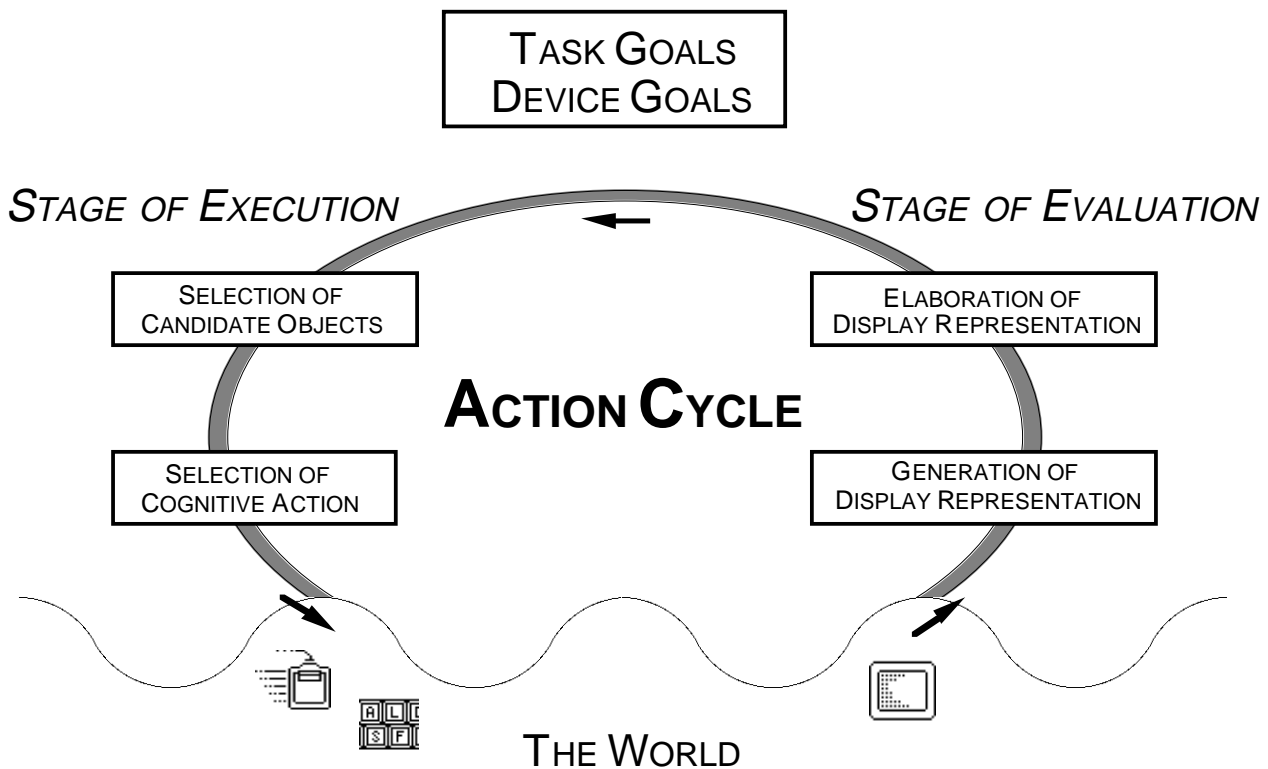 TASK GOALS
DEVICE GOALS
STAGE OF EXECUTION
STAGE OF EVALUATION
SELECTION OF
CANDIDATE OBJECTS
ELABORATION OF
DISPLAY REPRESENTATION
ACTION CYCLE
SELECTION OF
COGNITIVE ACTION
GENERATION OF
DISPLAY REPRESENTATION
A L D
S F
THE WORLD